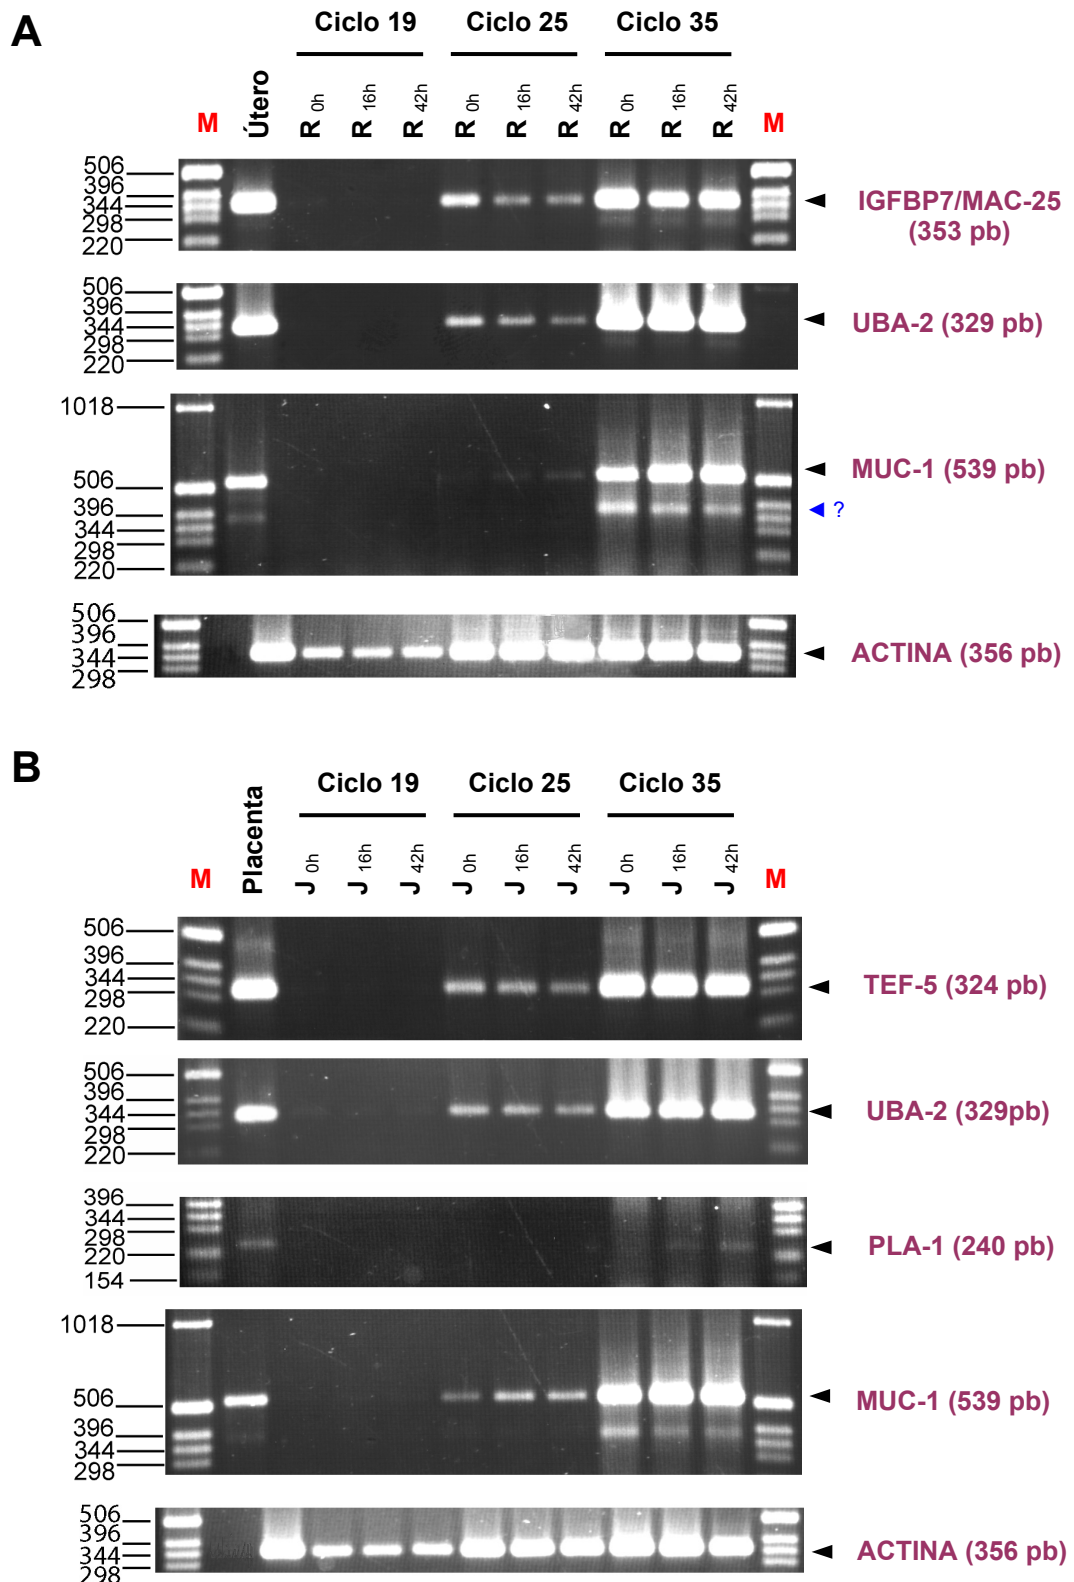 A
Ciclo 19 Ciclo 25 Ciclo 35
M Útero R 0h R 16h R 42h R 0h R 16h R 42h R 0h R 16h R 42h M
506
396
344
298
220
IGFBP7/MAC-25
(353 pb)
506
396
344
298
220
UBA-2 (329 pb)
1018
506
396
344
298
220
MUC-1 (539 pb)
?
506
396
344
298
ACTINA (356 pb)
B
Ciclo 19 Ciclo 25 Ciclo 35
M Placenta J 0h J 16h J 42h J 0h J 16h J 42h J 0h J 16h J 42h M
506
396
344
298
220
TEF-5 (324 pb)
506
396
344
298
220
UBA-2 (329pb)
396
344
298
220
154
PLA-1 (240 pb)
1018
506
396
344
298
MUC-1 (539 pb)
506
396
344
298
ACTINA (356 pb)